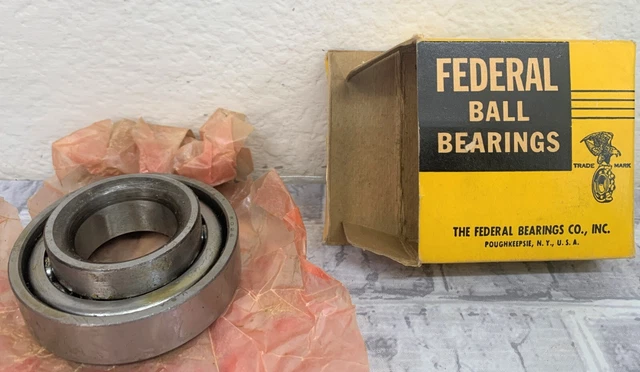 FEDERAL
BALL
BEARINGS
TRADE MARK
THE FEDERAL BEARINGS CO., INC.
POUGHKEEPSIE, N. Y., U. S. A.